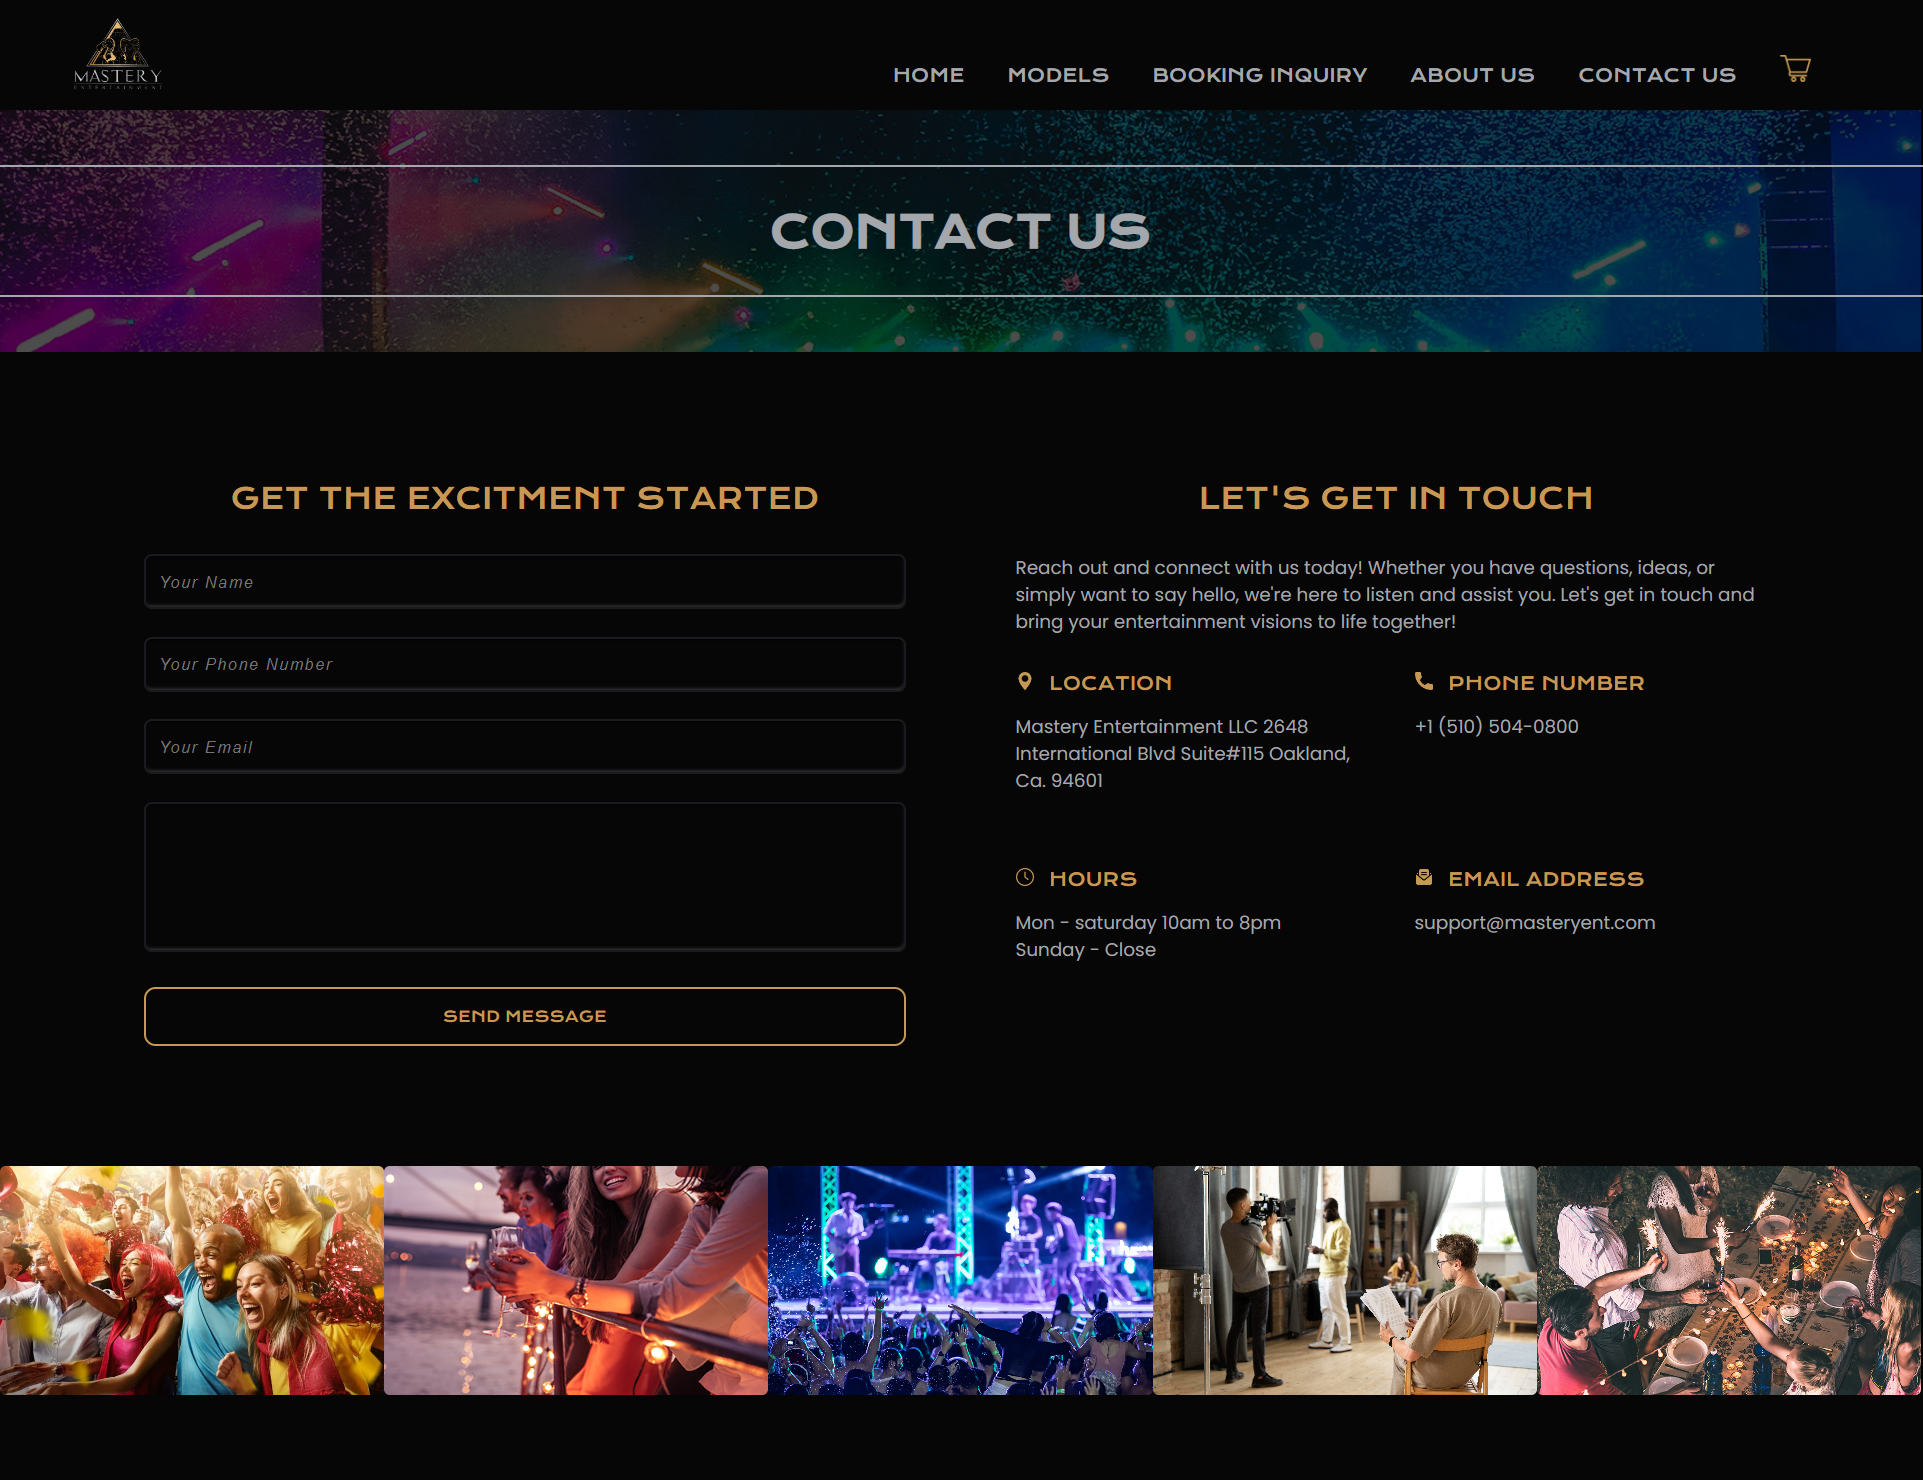 MASTERY
ENTERTAINMENT
HOME MODELS BOOKING INQUIRY ABOUT US CONTACT US
CONTACT US
GET THE EXCITMENT STARTED
Your Name
Your Phone Number
Your Email
SEND MESSAGE
LET'S GET IN TOUCH
Reach out and connect with us today! Whether you have questions, ideas, or
simply want to say hello, we're here to listen and assist you. Let's get in touch and
bring your entertainment visions to life together!
LOCATION
Mastery Entertainment LLC 2648
International Blvd Suite#115 Oakland,
Ca. 94601
PHONE NUMBER
+1 (510) 504-0800
HOURS
Mon - saturday 10am to 8pm
Sunday - Close
EMAIL ADDRESS
support@masteryent.com